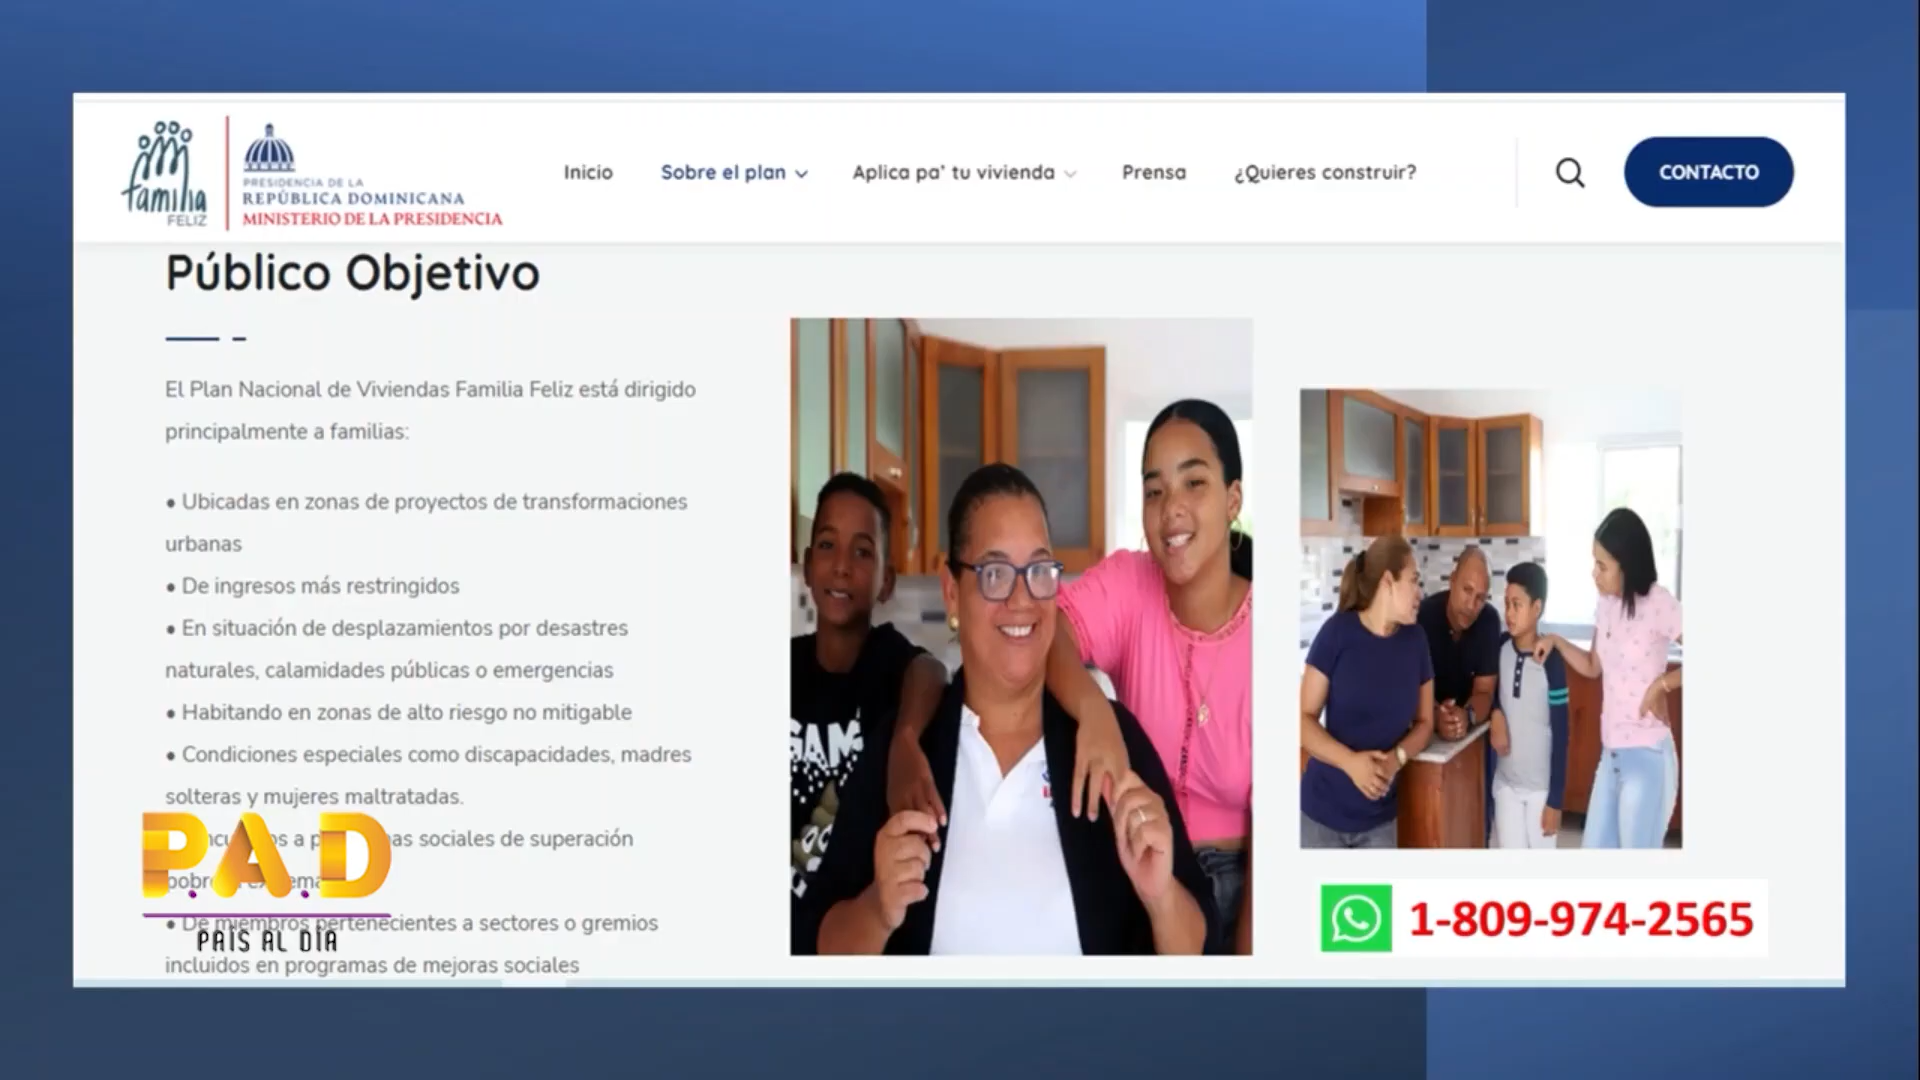 familia
FELIZ
PRESIDENCIA DE LA
REPÚBLICA DOMINICANA
MINISTERIO DE LA PRESIDENCIA
Inicio
Sobre el plan
Aplica pa' tu vivienda
Prensa
¿Quieres construir?
CONTACTO
Público Objetivo
El Plan Nacional de Viviendas Familia Feliz está dirigido
principalmente a familias:
• Ubicadas en zonas de proyectos de transformaciones
urbanas
• De ingresos más restringidos
• En situación de desplazamientos por desastres
naturales, calamidades públicas o emergencias
• Habitando en zonas de alto riesgo no mitigable
• Condiciones especiales como discapacidades, madres
solteras y mujeres maltratadas.
a sociales de superación
• De miembros pertenecientes a sectores o gremios
incluidos en programas de mejoras sociales
P.A.D
PAÍS AL DÍA
1-809-974-2565